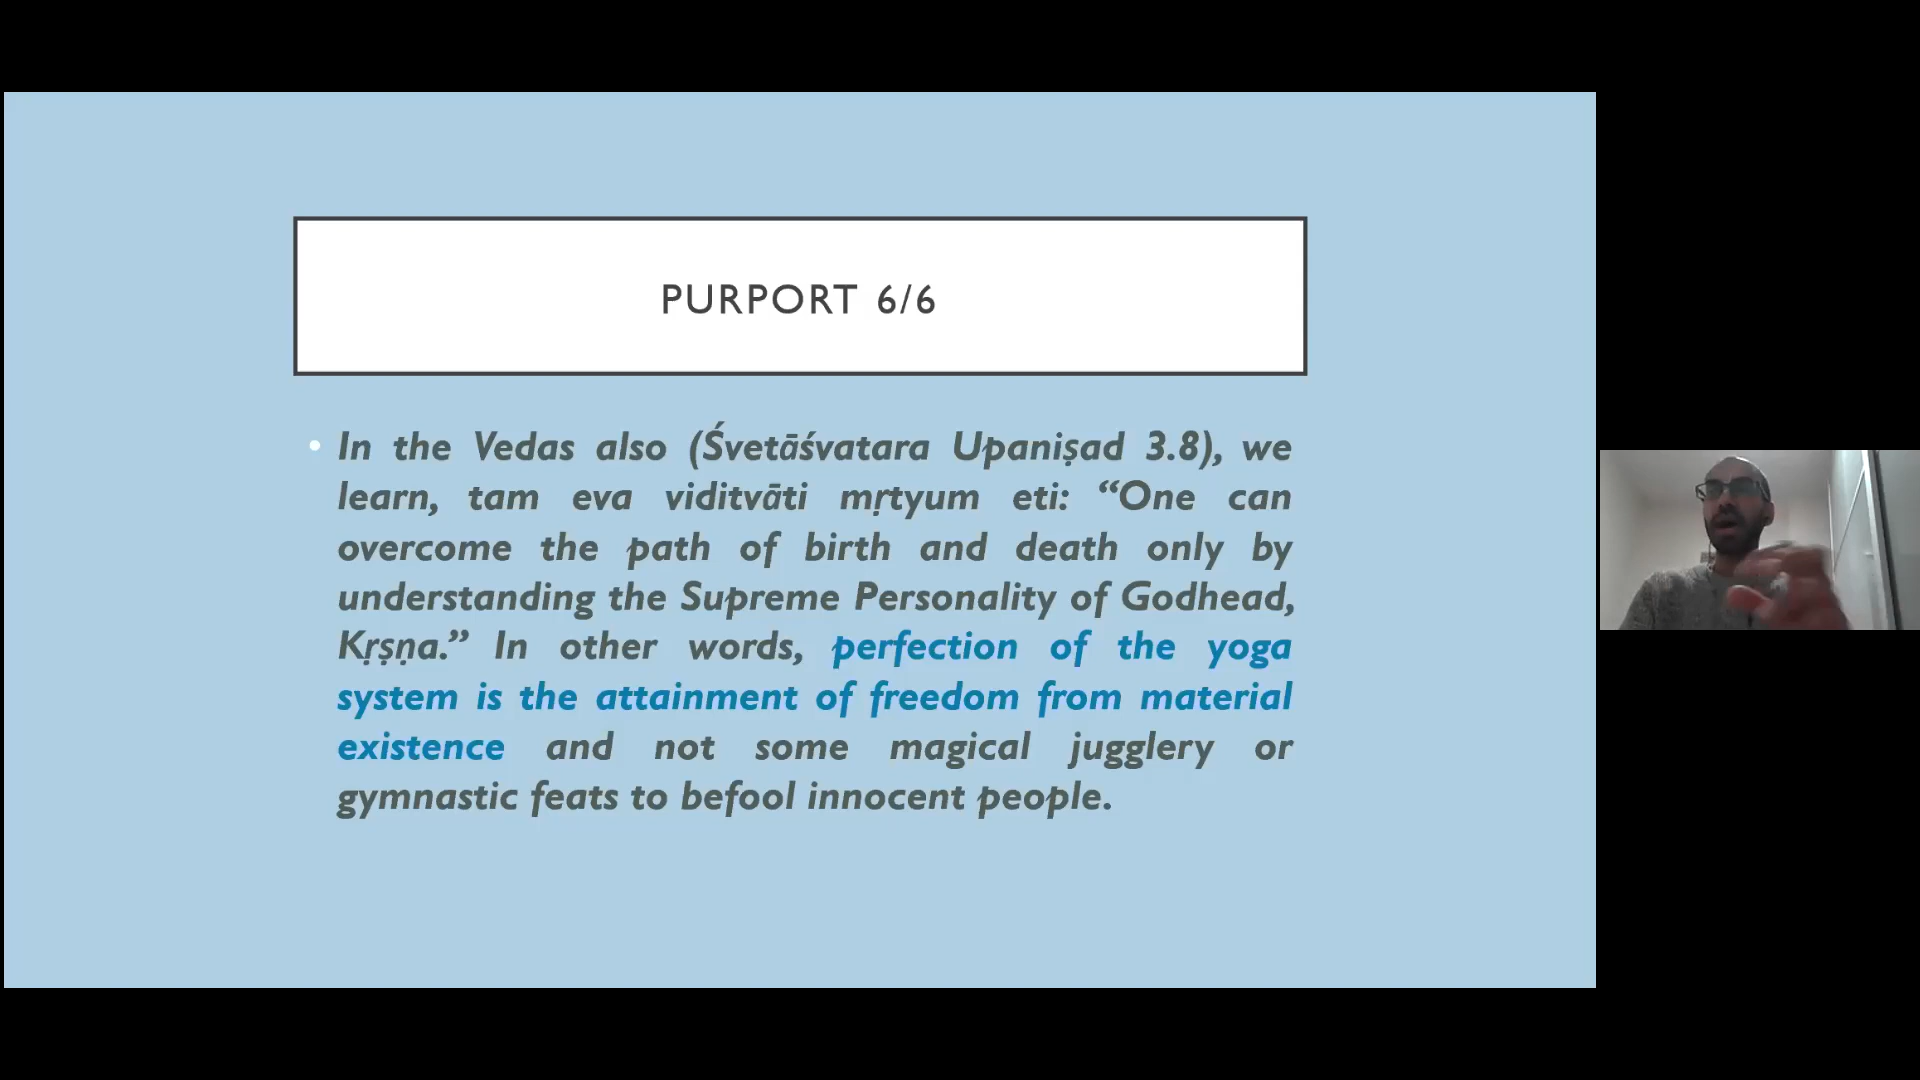 PURPORT 6/6
• In the Vedas also (Śvetāśvatara Upaniṣad 3.8), we
learn, tam eva viditvāti mṛtyum eti: “One can
overcome the path of birth and death only by
understanding the Supreme Personality of Godhead,
Kṛṣṇa.” In other words, perfection of the yoga
system is the attainment of freedom from material
existence and not some magical jugglery or
gymnastic feats to befool innocent people.